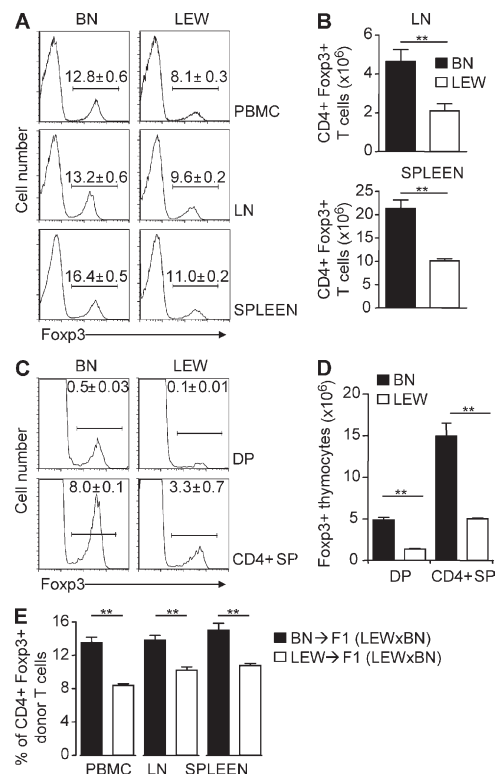 A
BN
LEW
12.8±0.6
8.1±0.3
PBMC
13.2±0.6
9.6±0.2
LN
16.4±0.5
11.0±0.2
SPLEEN
Cell number
Foxp3
B
LN
**
BN
LEW
CD4+ Foxp3+
T cells (x10⁶)
6
4
2
0
SPLEEN
**
CD4+ Foxp3+
T cells (x10⁶)
25
20
15
10
5
0
C
BN
LEW
0.5±0.03
0.1±0.01
DP
8.0±0.1
3.3±0.7
CD4+SP
Cell number
Foxp3
D
BN
LEW
**
**
Foxp3+ thymocytes (x10⁶)
20
15
10
5
0
DP
CD4+SP
E
**
**
**
% of CD4+ Foxp3+
donor T cells
16
12
8
4
0
PBMC
LN
SPLEEN
BN→F1 (LEWxBN)
LEW→F1 (LEWxBN)